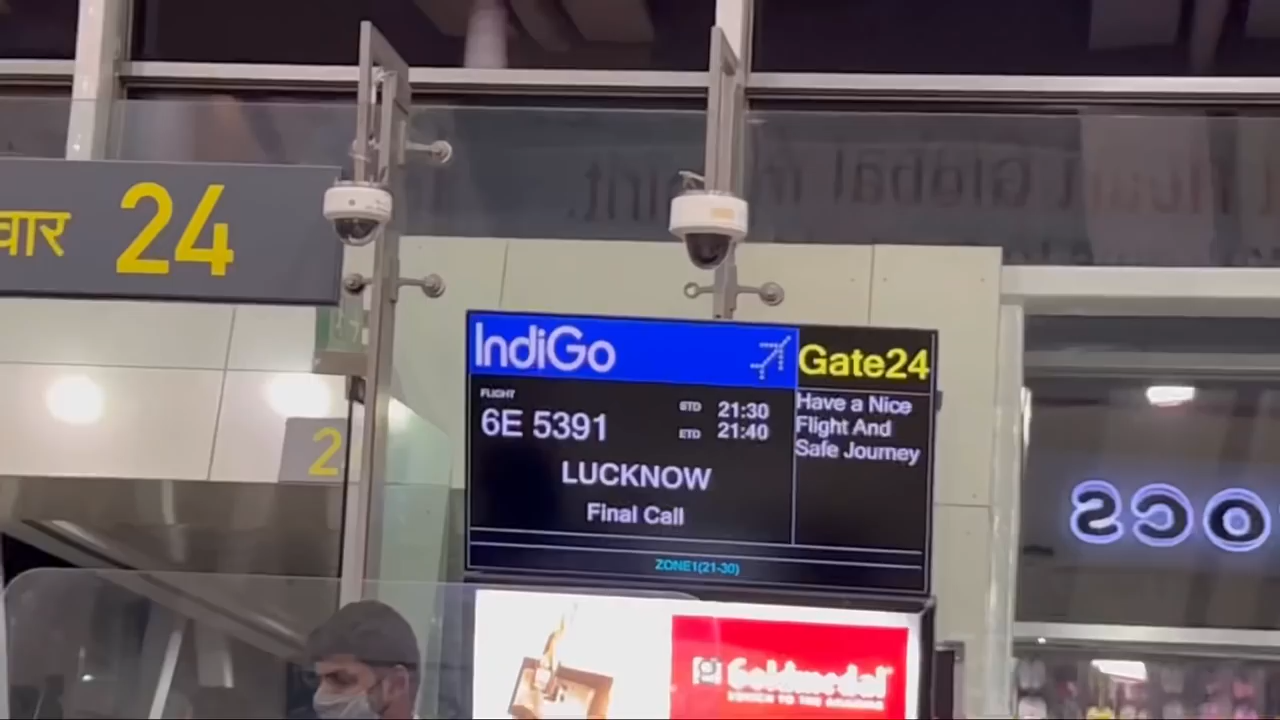 वार 24
2
IndiGo
Gate24
FLIGHT
6E 5391
STD 21:30
ETD 21:40
LUCKNOW
Final Call
Have a Nice
Flight And
Safe Journey
ZONE1(21-30)
Goldmedal